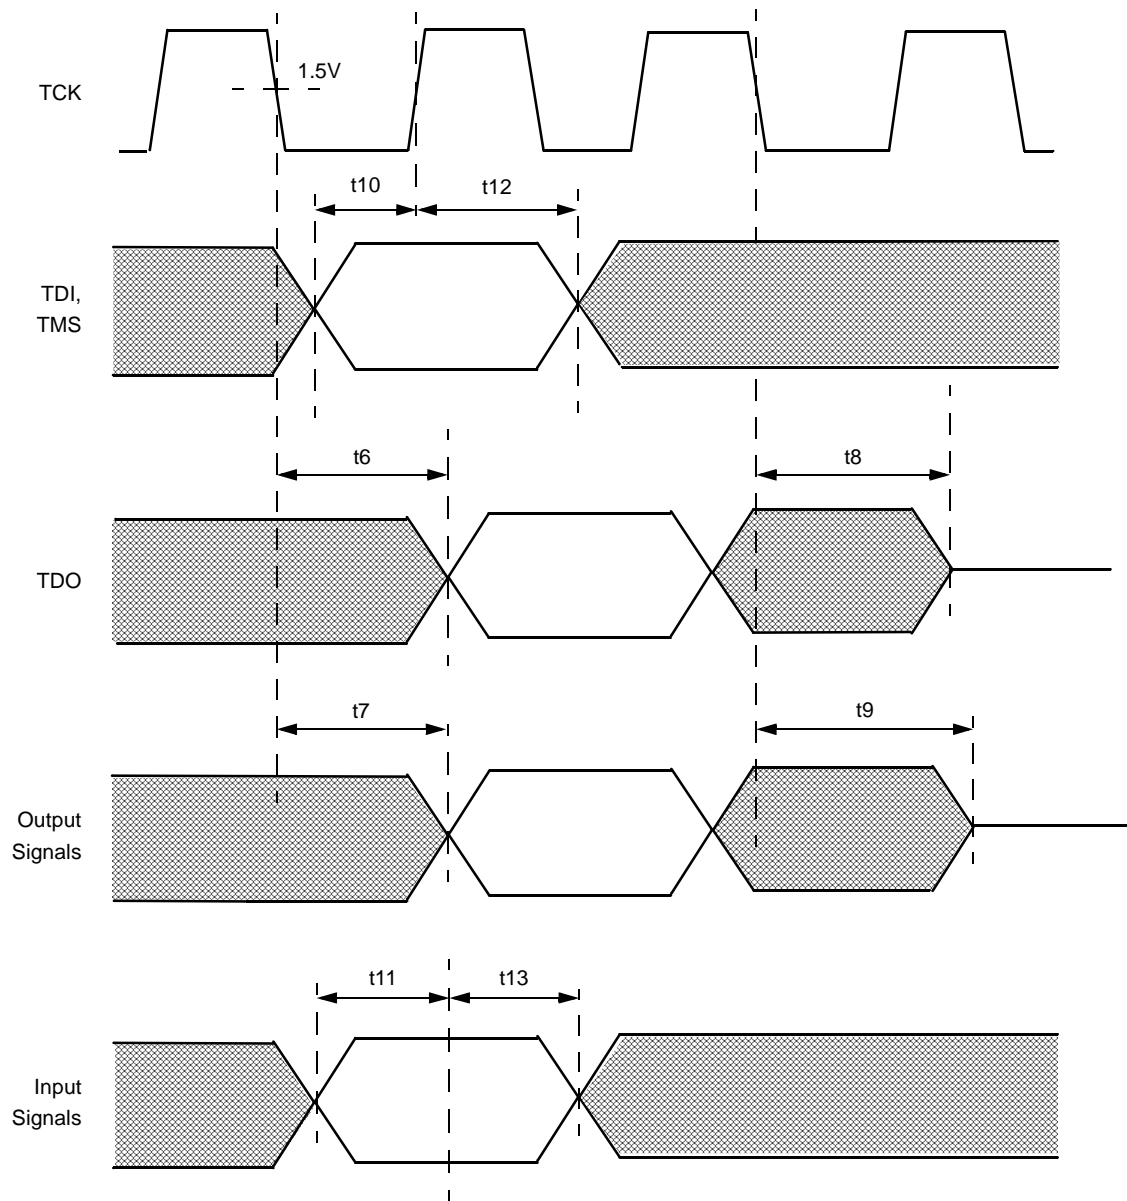 1.5V
TCK
t10
t12
TDI,
TMS
t6
t8
TDO
t7
t9
Output
Signals
t11
t13
Input
Signals